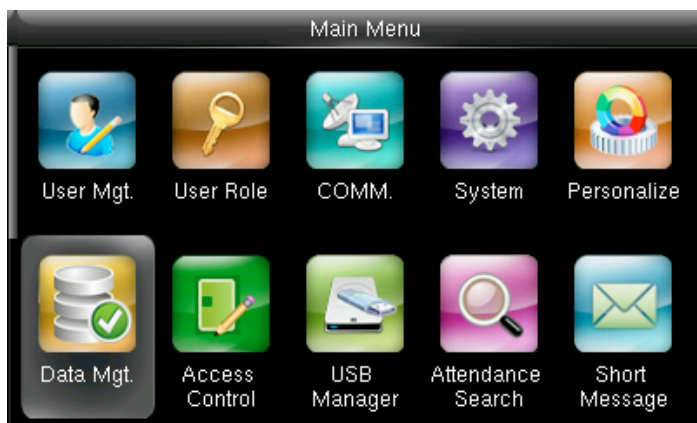 Main Menu
User Mgt.
User Role
COMM.
System
Personalize
Data Mgt.
Access
Control
USB
Manager
Attendance
Search
Short
Message